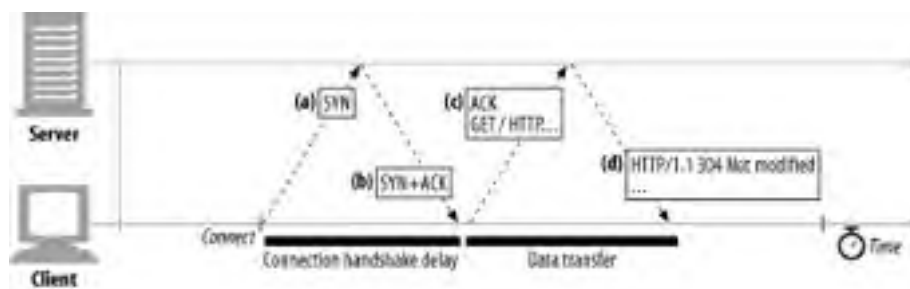 (a) SYN
(c) ACK
GET / HTTP...
Server
(d) HTTP/1.1 304 Not modified
...
(b) SYN+ACK
Connect
Time
Connection handshake delay
Data transfer
Client